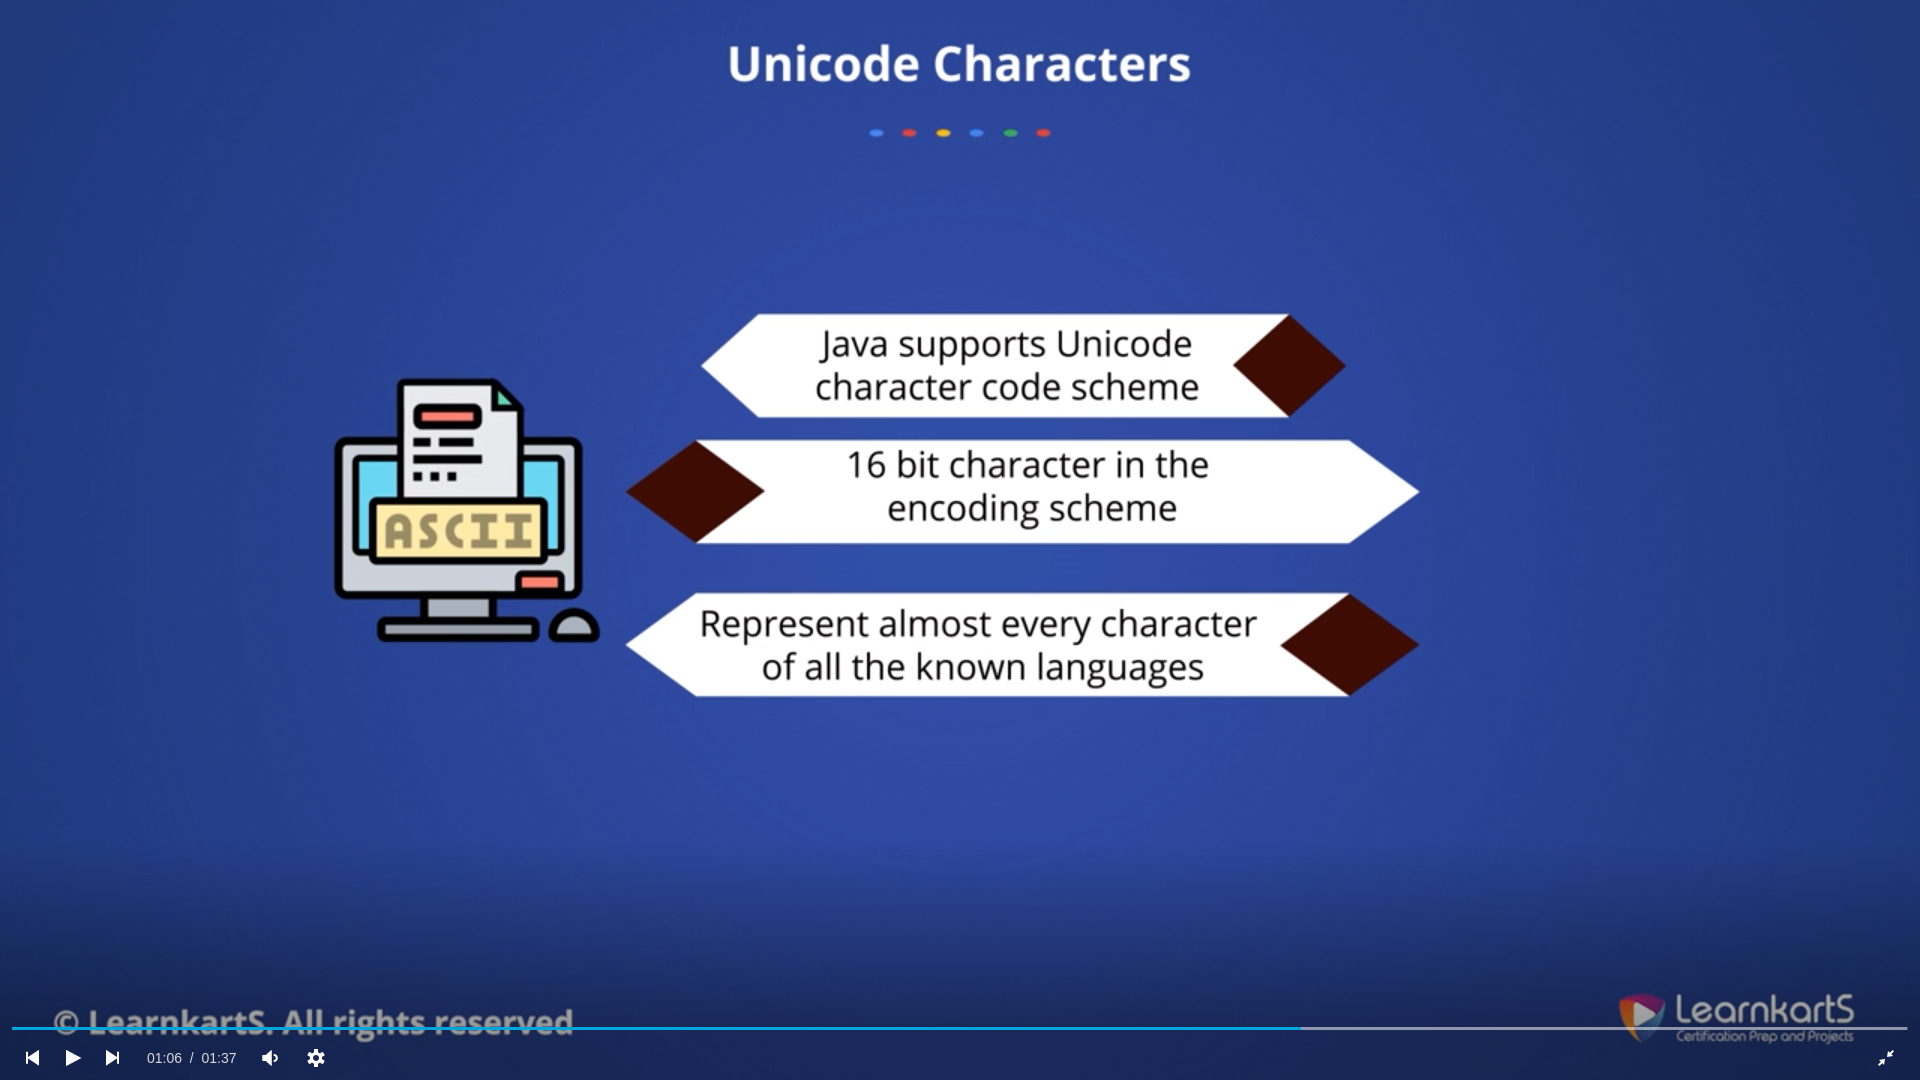 Unicode Characters
Java supports Unicode
character code scheme
16 bit character in the
encoding scheme
ASCII
Represent almost every character
of all the known languages
© LearnkartS. All rights reserved
LearnkartS
Certification Prep and Projects
01:06 / 01:37